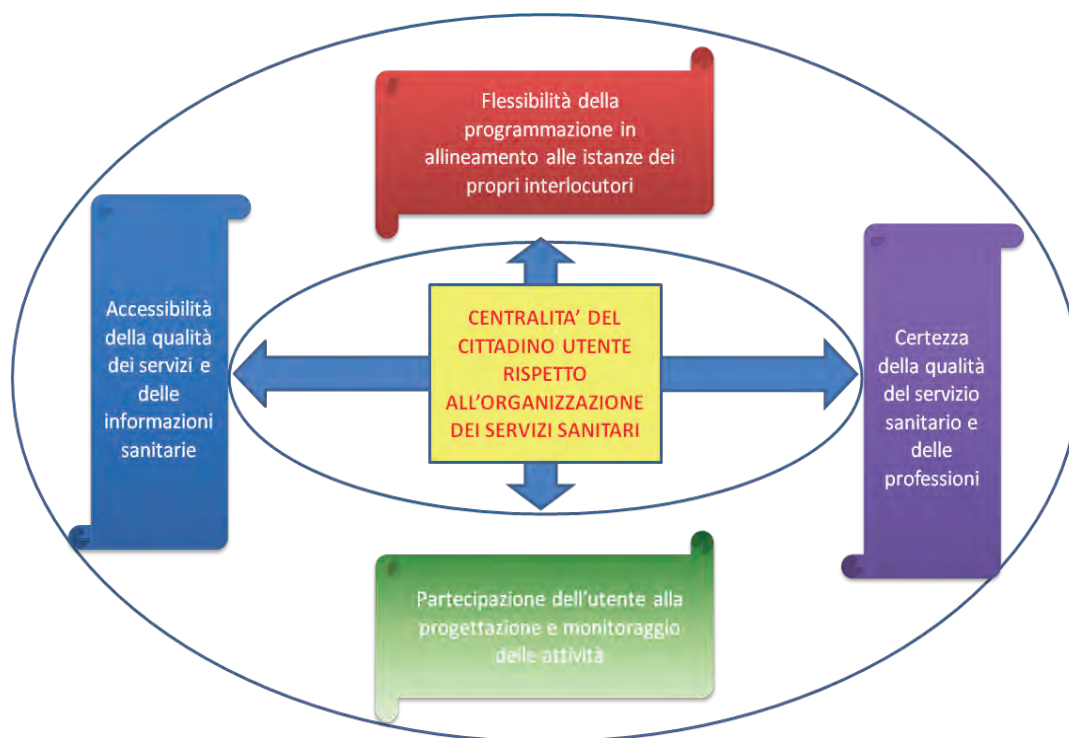 Flessibilità della
programmazione in
allineamento alle istanze dei
propri interlocutori
Accessibilità
della qualità
dei servizi e
delle
informazioni
sanitarie
CENTRALITA’ DEL
CITTADINO UTENTE
RISPETTO
ALL’ORGANIZZAZIONE
DEI SERVIZI SANITARI
Certezza
della qualità
del servizio
sanitario e
delle
professioni
Partecipazione dell’utente alla
progettazione e monitoraggio
delle attività